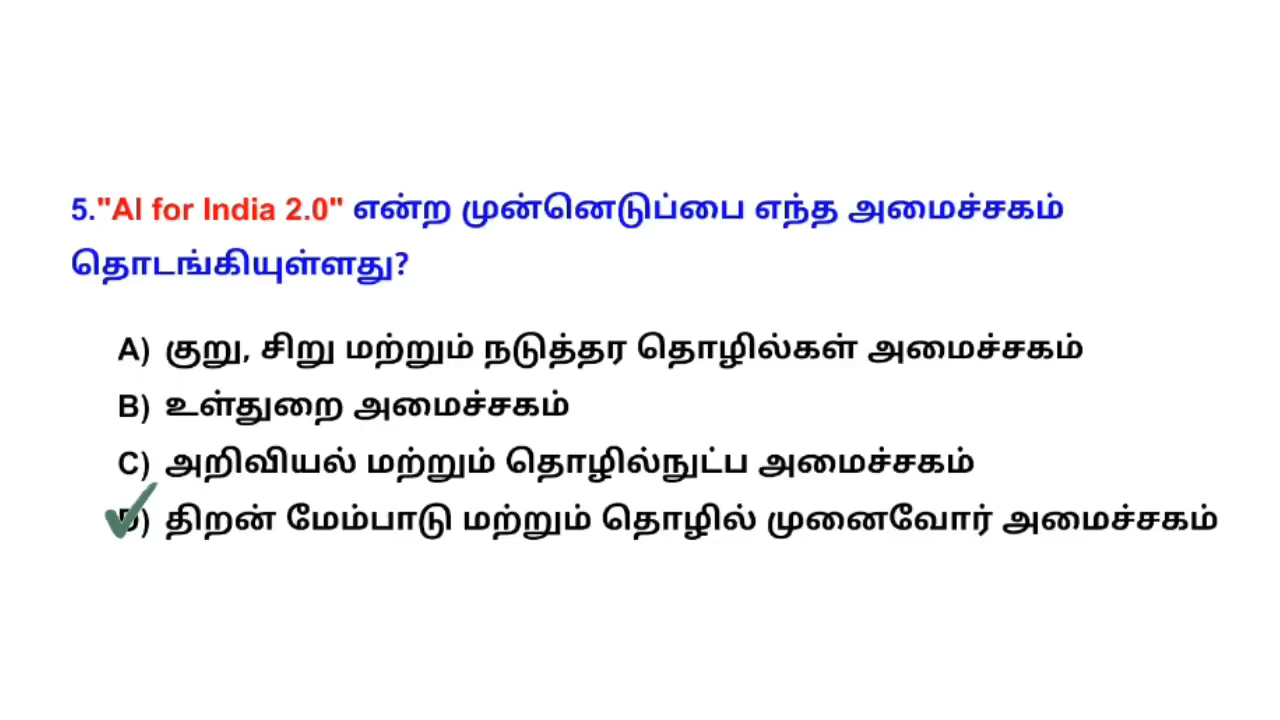 5."AI for India 2.0" என்ற முன்னெடுப்பை எந்த அமைச்சகம்
தொடங்கியுள்ளது?
A) குறு, சிறு மற்றும் நடுத்தர தொழில்கள் அமைச்சகம்
B) உள்துறை அமைச்சகம்
C) அறிவியல் மற்றும் தொழில்நுட்ப அமைச்சகம்
D) திறன் மேம்பாடு மற்றும் தொழில் முனைவோர் அமைச்சகம்